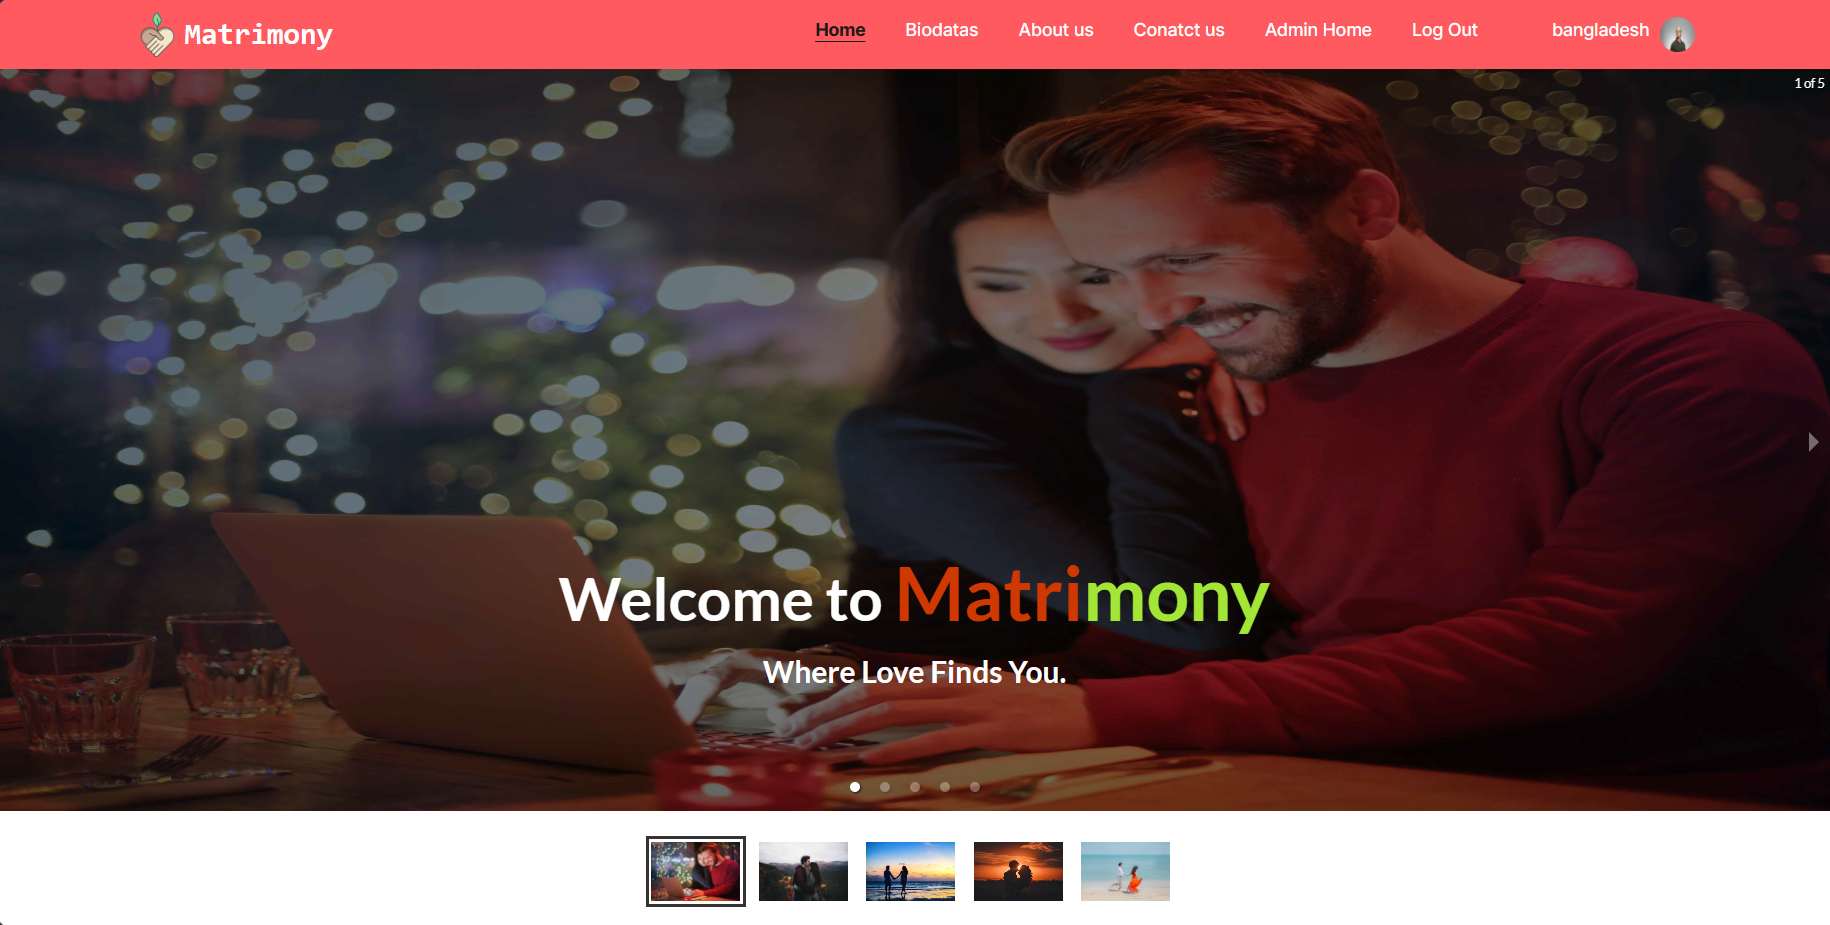 Matrimony
Home Biodatas About us Conatct us Admin Home Log Out bangladesh
1 of 5
Welcome to Matrimony
Where Love Finds You.